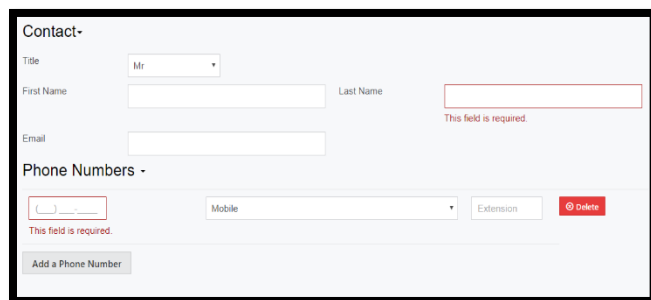 Contact
Title Mr
First Name Last Name
This field is required.
Email
Phone Numbers
(___) ___-____ Mobile Extension Delete
This field is required.
Add a Phone Number